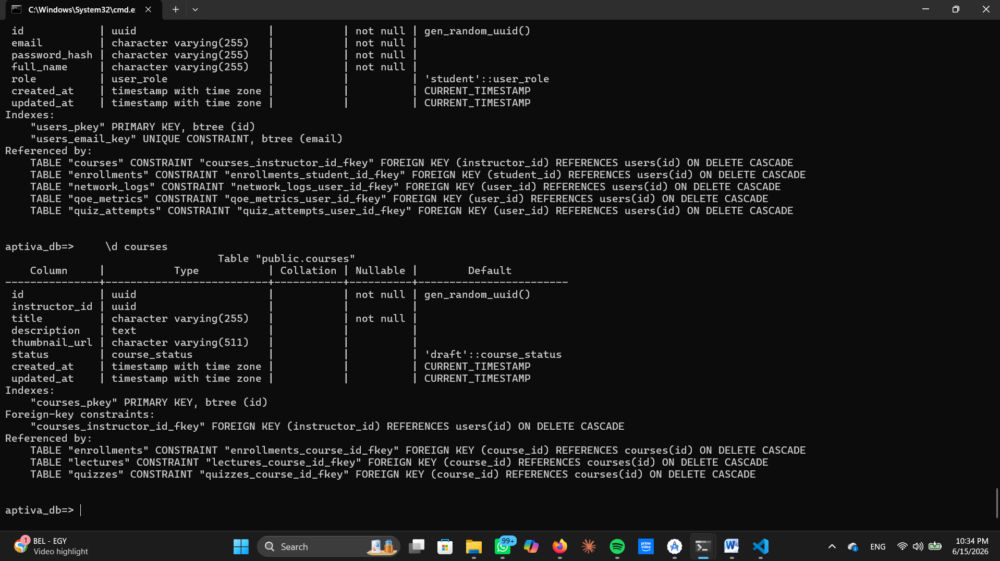 C:\Windows\System32\cmd.e
 id            | uuid                     |           | not null | gen_random_uuid()
 email         | character varying(255)   |           | not null |
 password_hash | character varying(255)   |           | not null |
 full_name     | character varying(255)   |           | not null |
 role          | user_role                |           |          | 'student'::user_role
 created_at    | timestamp with time zone |           |          | CURRENT_TIMESTAMP
 updated_at    | timestamp with time zone |           |          | CURRENT_TIMESTAMP
Indexes:
    "users_pkey" PRIMARY KEY, btree (id)
    "users_email_key" UNIQUE CONSTRAINT, btree (email)
Referenced by:
    TABLE "courses" CONSTRAINT "courses_instructor_id_fkey" FOREIGN KEY (instructor_id) REFERENCES users(id) ON DELETE CASCADE
    TABLE "enrollments" CONSTRAINT "enrollments_student_id_fkey" FOREIGN KEY (student_id) REFERENCES users(id) ON DELETE CASCADE
    TABLE "network_logs" CONSTRAINT "network_logs_user_id_fkey" FOREIGN KEY (user_id) REFERENCES users(id) ON DELETE CASCADE
    TABLE "qoe_metrics" CONSTRAINT "qoe_metrics_user_id_fkey" FOREIGN KEY (user_id) REFERENCES users(id) ON DELETE CASCADE
    TABLE "quiz_attempts" CONSTRAINT "quiz_attempts_user_id_fkey" FOREIGN KEY (user_id) REFERENCES users(id) ON DELETE CASCADE
aptiva_db=>     \d courses
                                  Table "public.courses"
    Column     |           Type           | Collation | Nullable |        Default
---------------+--------------------------+-----------+----------+------------------------
 id            | uuid                     |           | not null | gen_random_uuid()
 instructor_id | uuid                     |           |          |
 title         | character varying(255)   |           | not null |
 description   | text                     |           |          |
 thumbnail_url | character varying(511)   |           |          |
 status        | course_status            |           |          | 'draft'::course_status
 created_at    | timestamp with time zone |           |          | CURRENT_TIMESTAMP
 updated_at    | timestamp with time zone |           |          | CURRENT_TIMESTAMP
Indexes:
    "courses_pkey" PRIMARY KEY, btree (id)
Foreign-key constraints:
    "courses_instructor_id_fkey" FOREIGN KEY (instructor_id) REFERENCES users(id) ON DELETE CASCADE
Referenced by:
    TABLE "enrollments" CONSTRAINT "enrollments_course_id_fkey" FOREIGN KEY (course_id) REFERENCES courses(id) ON DELETE CASCADE
    TABLE "lectures" CONSTRAINT "lectures_course_id_fkey" FOREIGN KEY (course_id) REFERENCES courses(id) ON DELETE CASCADE
    TABLE "quizzes" CONSTRAINT "quizzes_course_id_fkey" FOREIGN KEY (course_id) REFERENCES courses(id) ON DELETE CASCADE
aptiva_db=>
1
BEL - EGY
Video highlight
Search
99+
prime video
ENG
10:34 PM
6/15/2026